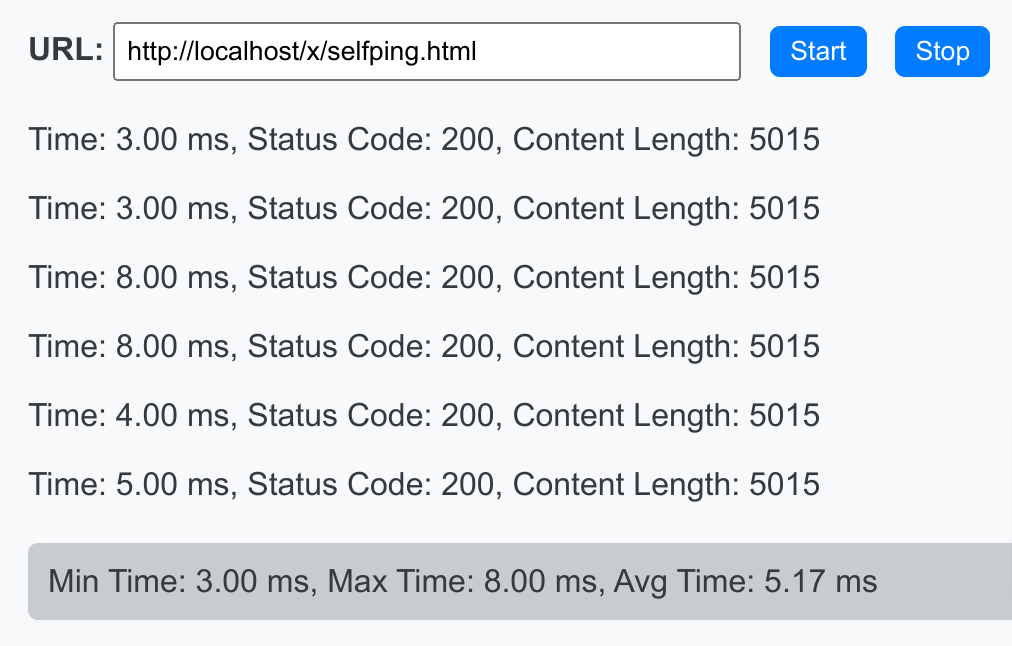 URL: http://localhost/x/selfping.html Start Stop
Time: 3.00 ms, Status Code: 200, Content Length: 5015
Time: 3.00 ms, Status Code: 200, Content Length: 5015
Time: 8.00 ms, Status Code: 200, Content Length: 5015
Time: 8.00 ms, Status Code: 200, Content Length: 5015
Time: 4.00 ms, Status Code: 200, Content Length: 5015
Time: 5.00 ms, Status Code: 200, Content Length: 5015
Min Time: 3.00 ms, Max Time: 8.00 ms, Avg Time: 5.17 ms